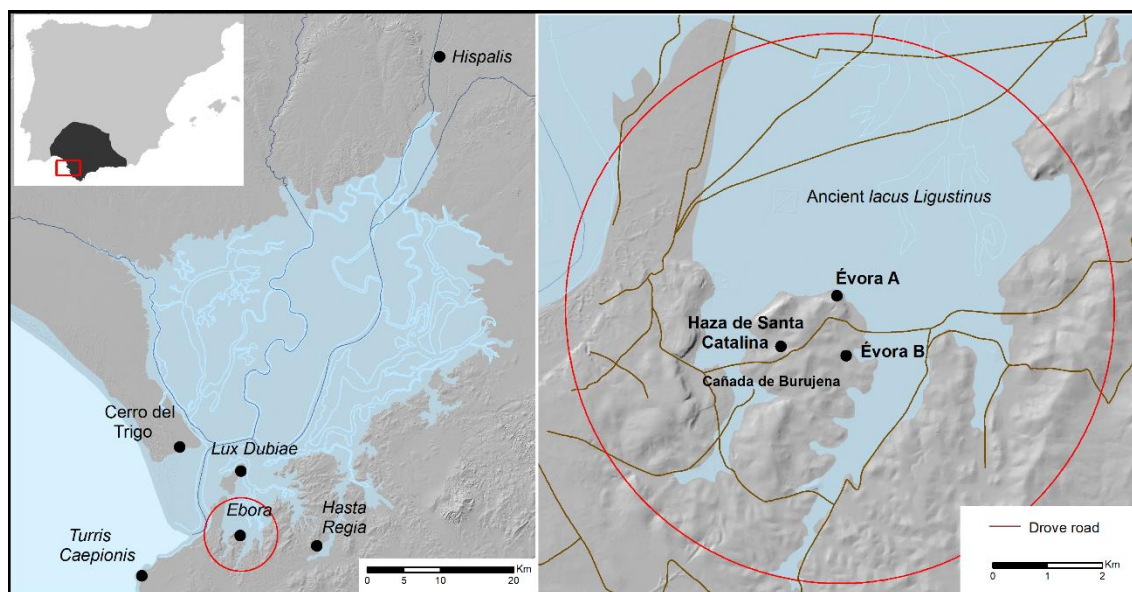 Hispalis
Cerro del
Trigo
Lux Dubiae
Ebora
Hasta
Regia
Turris
Caepionis
Km
0 5 10 20
Ancient lacus Ligustinus
Évora A
Haza de Santa
Catalina
Évora B
Cañada de Burujena
Drove road
Km
0 1 2